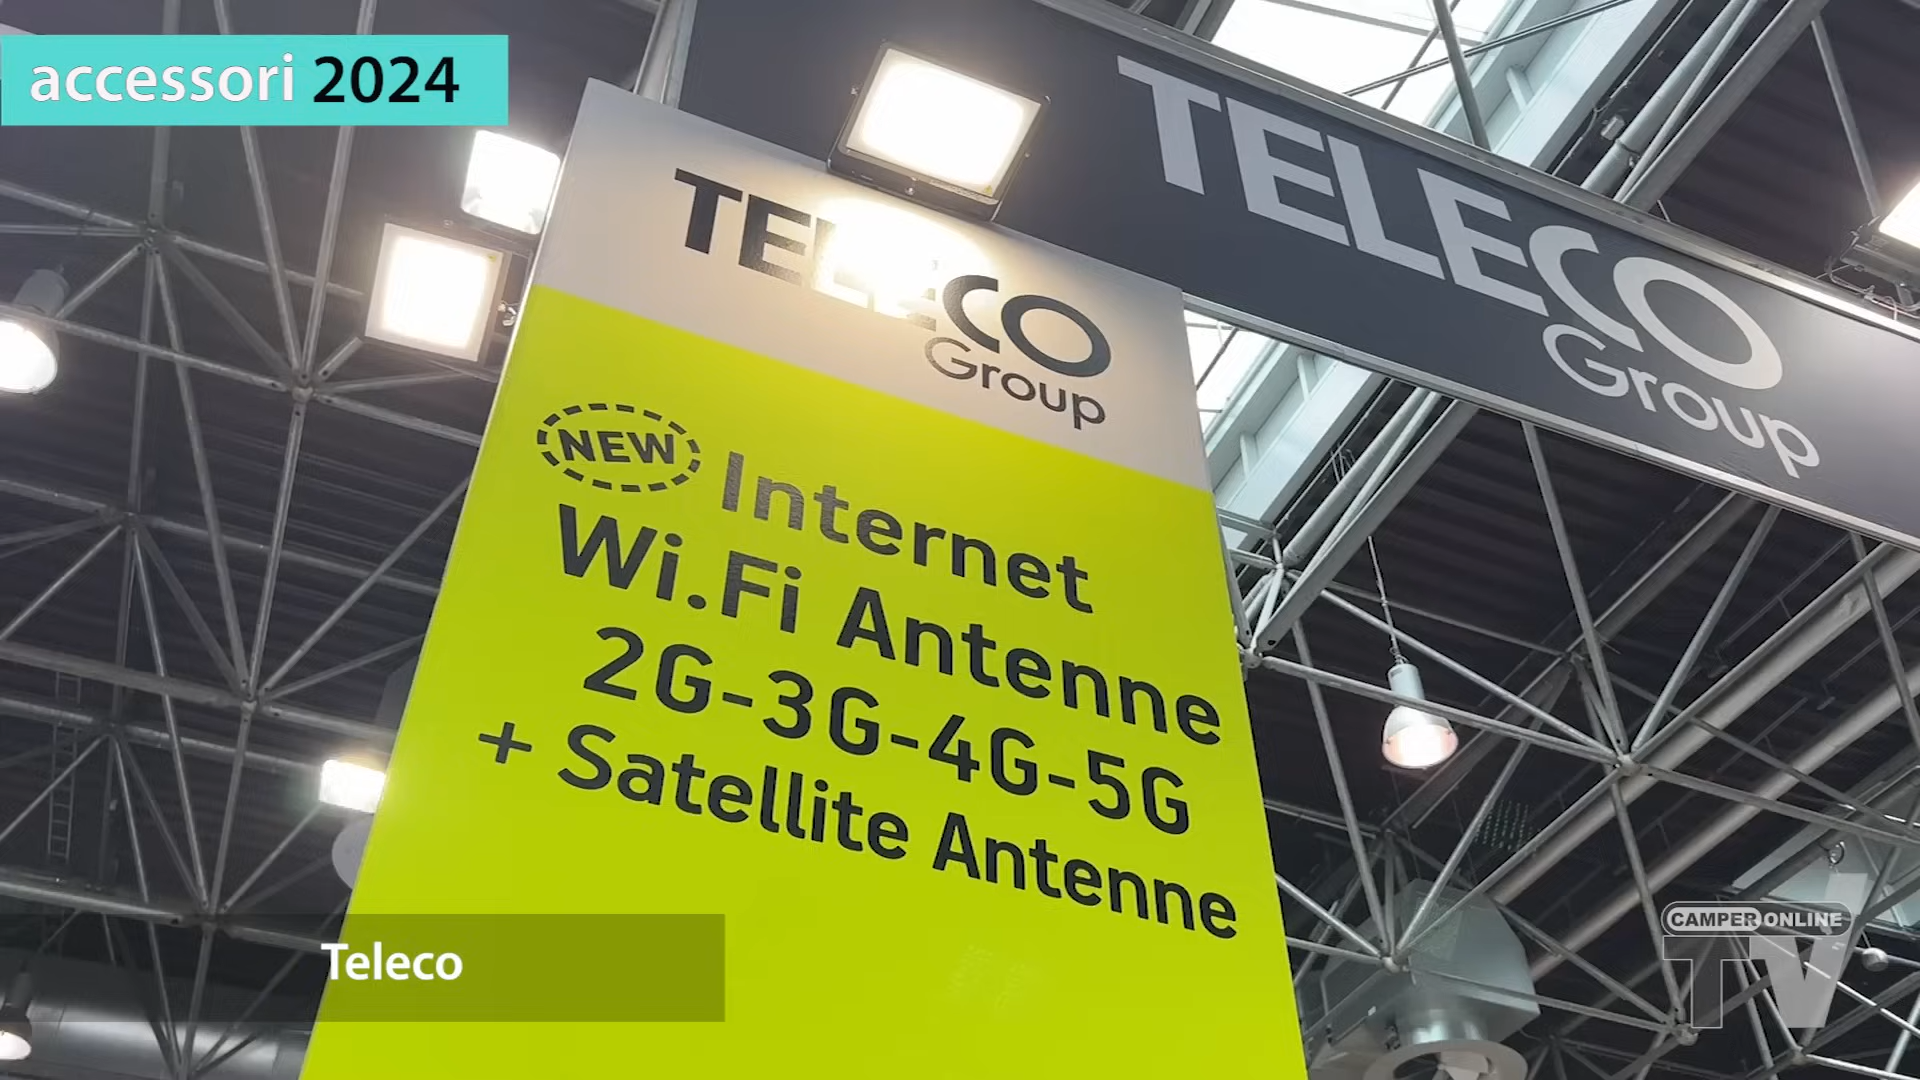 accessori 2024
TELECO
Group
TELECO
Group
NEW Internet
Wi.Fi Antenne
2G-3G-4G-5G
+ Satellite Antenne
Teleco
CAMPER ONLINE
TV